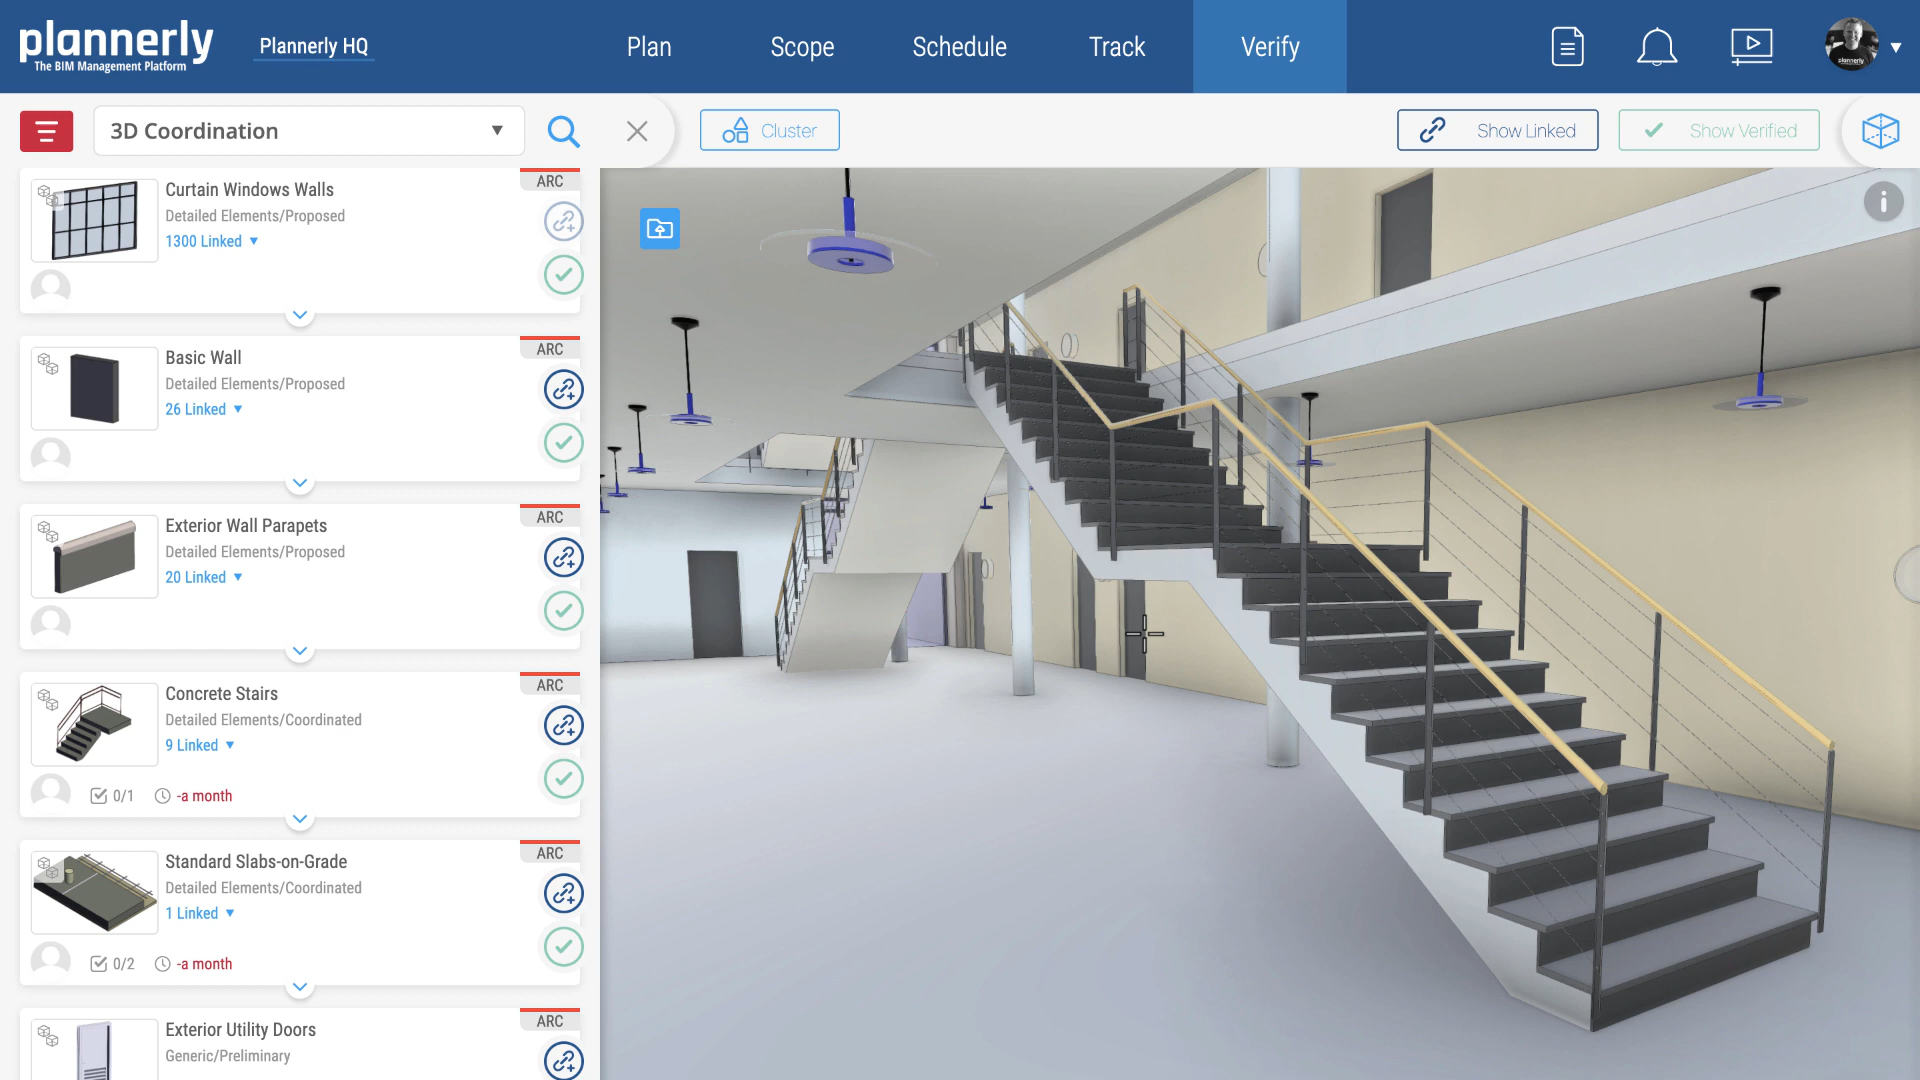 plannerly
The BIM Management Platform
Plannerly HQ
Plan
Scope
Schedule
Track
Verify
3D Coordination
Cluster
Show Linked
Show Verified
Curtain Windows Walls
ARC
Detailed Elements/Proposed
1300 Linked
Basic Wall
ARC
Detailed Elements/Proposed
26 Linked
Exterior Wall Parapets
ARC
Detailed Elements/Proposed
20 Linked
Concrete Stairs
ARC
Detailed Elements/Coordinated
9 Linked
0/1 -a month
Standard Slabs-on-Grade
ARC
Detailed Elements/Coordinated
1 Linked
0/2 -a month
Exterior Utility Doors
ARC
Generic/Preliminary